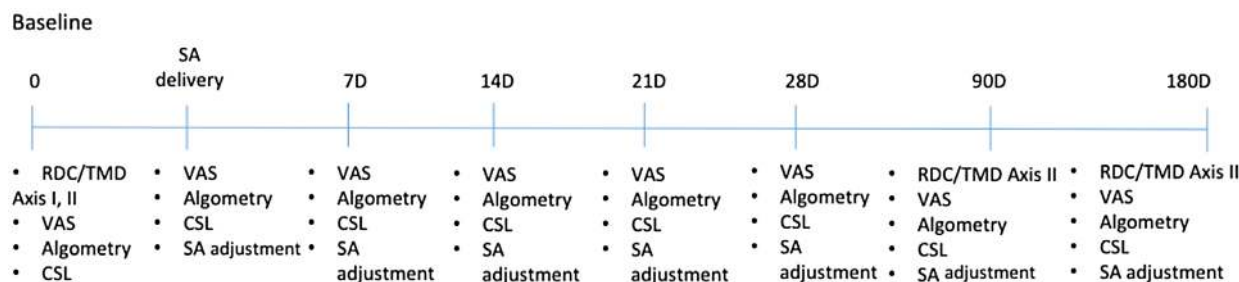 Baseline
SA
delivery
0
7D
14D
21D
28D
90D
180D
• RDC/TMD
Axis I, II
• VAS
• Algometry
• CSL
• VAS
• Algometry
• CSL
• SA adjustment
• VAS
• Algometry
• CSL
• SA
adjustment
• VAS
• Algometry
• CSL
• SA
adjustment
• VAS
• Algometry
• CSL
• SA
adjustment
• VAS
• Algometry
• CSL
• SA
adjustment
• RDC/TMD Axis II
• VAS
• Algometry
• CSL
• SA adjustment
• RDC/TMD Axis II
• VAS
• Algometry
• CSL
• SA adjustment